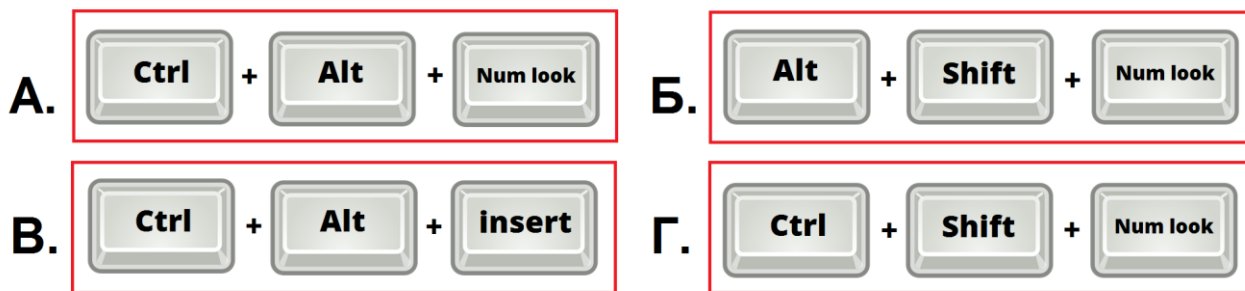 А. Ctrl + Alt + Num look
Б. Alt + Shift + Num look
В. Ctrl + Alt + insert
Г. Ctrl + Shift + Num look